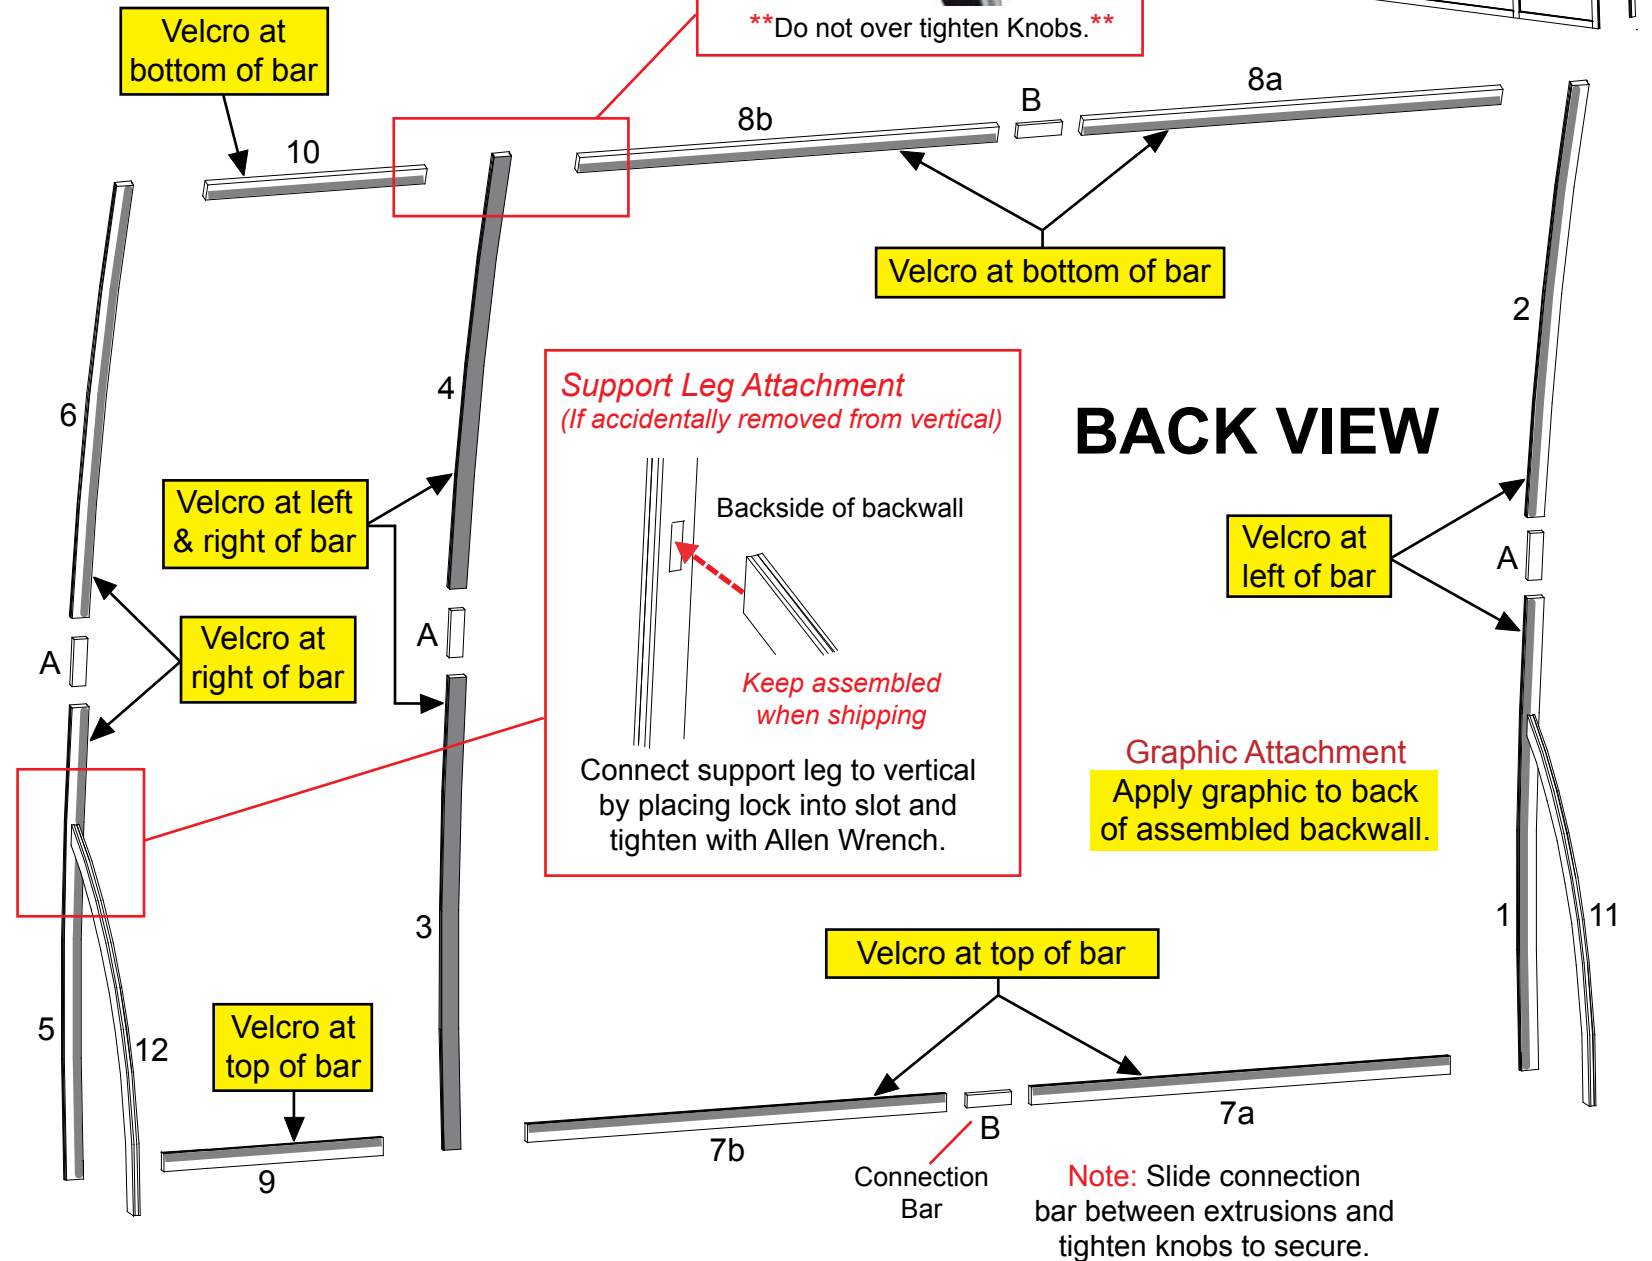 **Do not over tighten Knobs.**
Velcro at
bottom of bar
10
8b
B
8a
Velcro at bottom of bar
2
6
4
Support Leg Attachment
(If accidentally removed from vertical)
Backside of backwall
Keep assembled
when shipping
Connect support leg to vertical
by placing lock into slot and
tighten with Allen Wrench.
BACK VIEW
Velcro at left
& right of bar
Velcro at
left of bar
A
A
A
Velcro at
right of bar
Graphic Attachment
Apply graphic to back
of assembled backwall.
3
1
11
5
12
Velcro at
top of bar
9
Velcro at top of bar
7b
B
7a
Connection
Bar
Note: Slide connection
bar between extrusions and
tighten knobs to secure.